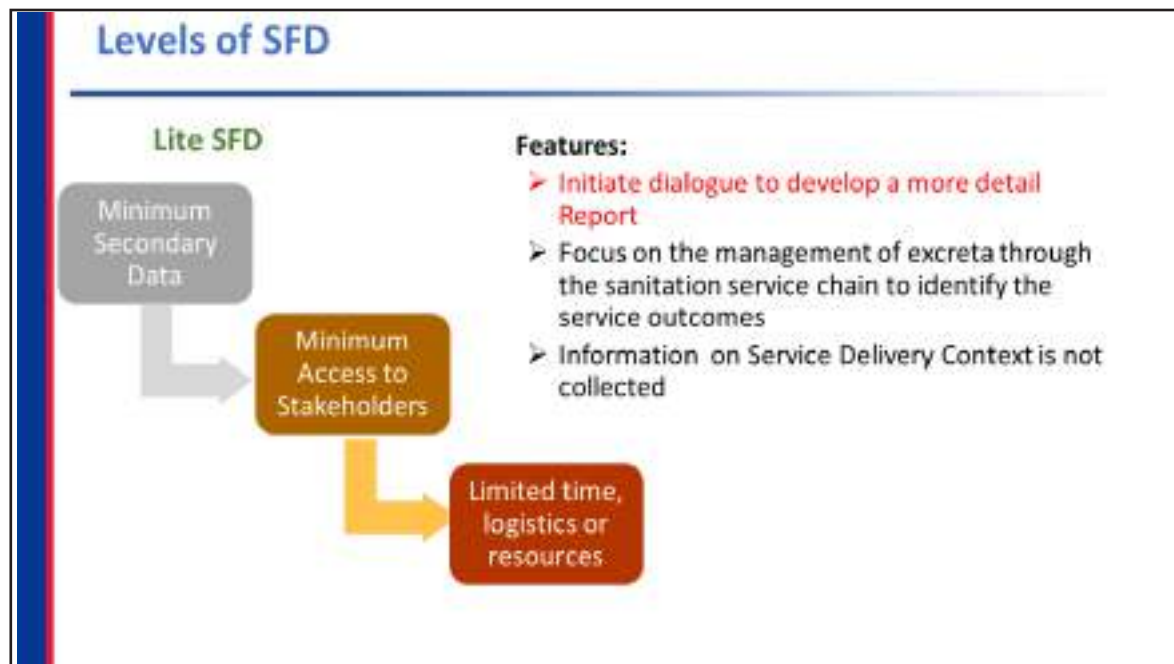 Levels of SFD
Lite SFD
Minimum
Secondary
Data
Minimum
Access to
Stakeholders
Limited time,
logistics or
resources
Features:
➢ Initiate dialogue to develop a more detail
Report
➢ Focus on the management of excreta through
the sanitation service chain to identify the
service outcomes
➢ Information on Service Delivery Context is not
collected